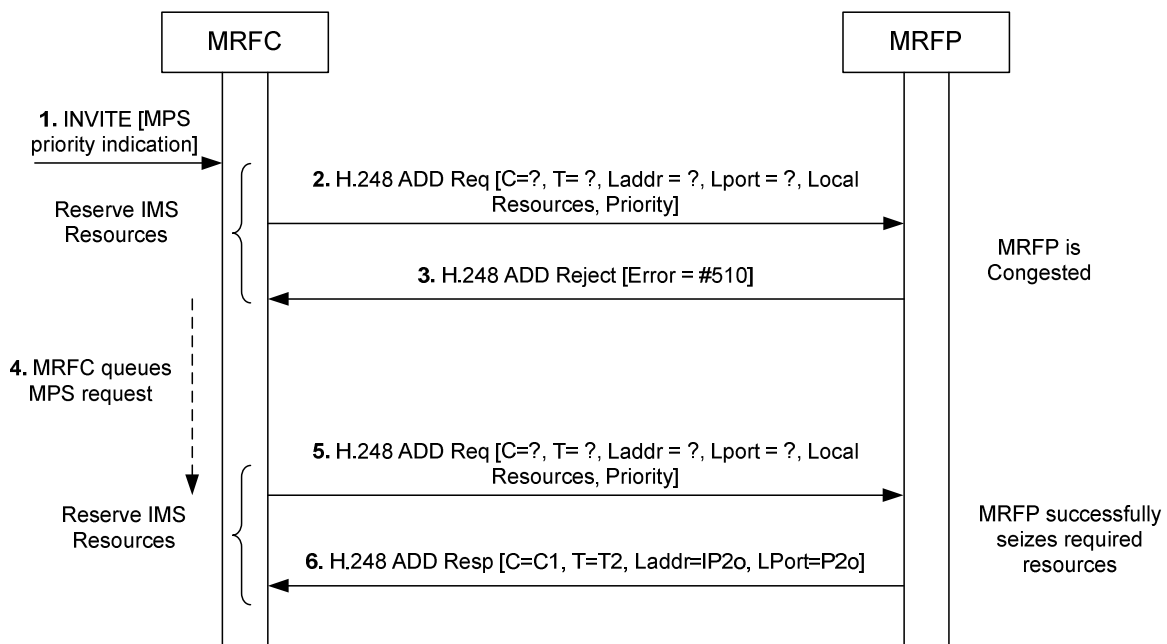 MRFC
MRFP
1. INVITE [MPS
priority indication]
2. H.248 ADD Req [C=?, T= ?, Laddr = ?, Lport = ?, Local
Resources, Priority]
Reserve IMS
Resources
MRFP is
Congested
3. H.248 ADD Reject [Error = #510]
4. MRFC queues
MPS request
5. H.248 ADD Req [C=?, T= ?, Laddr = ?, Lport = ?, Local
Resources, Priority]
Reserve IMS
Resources
MRFP successfully
seizes required
resources
6. H.248 ADD Resp [C=C1, T=T2, Laddr=IP2o, LPort=P2o]